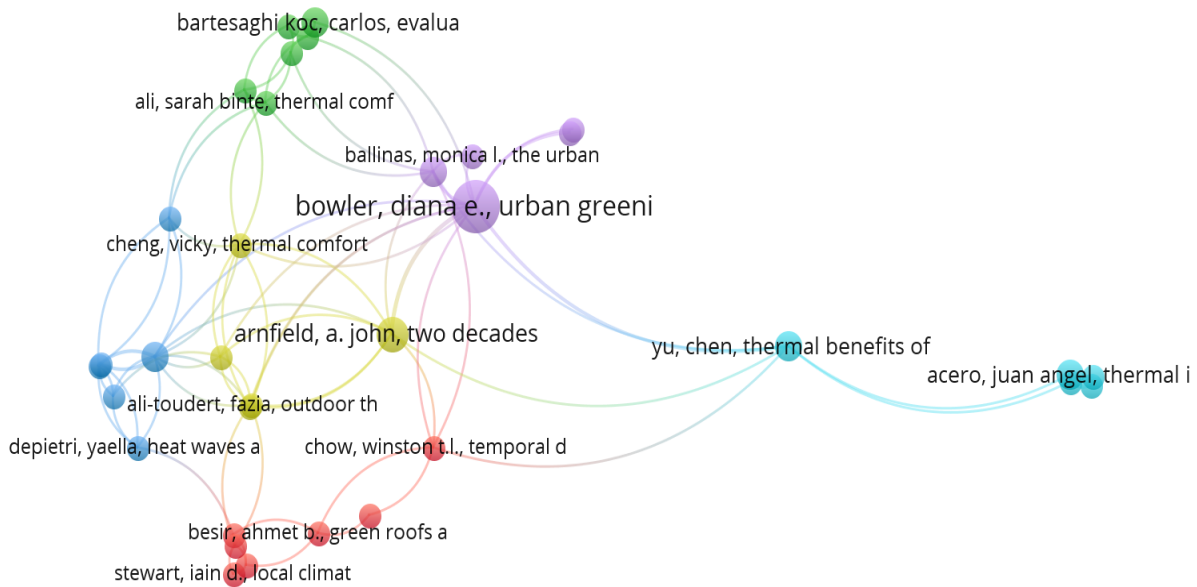 bartesaghi koc, carlos, evalua
ali, sarah binte, thermal comf
ballinas, monica l., the urban
bowler, diana e., urban greeni
cheng, vicky, thermal comfort
arnfield, a. john, two decades
yu, chen, thermal benefits of
acero, juan angel, thermal i
ali-toudert, fazia, outdoor th
depietri, yaella, heat waves a
chow, winston t.l., temporal d
besir, ahmet b., green roofs a
stewart, iain d., local climat